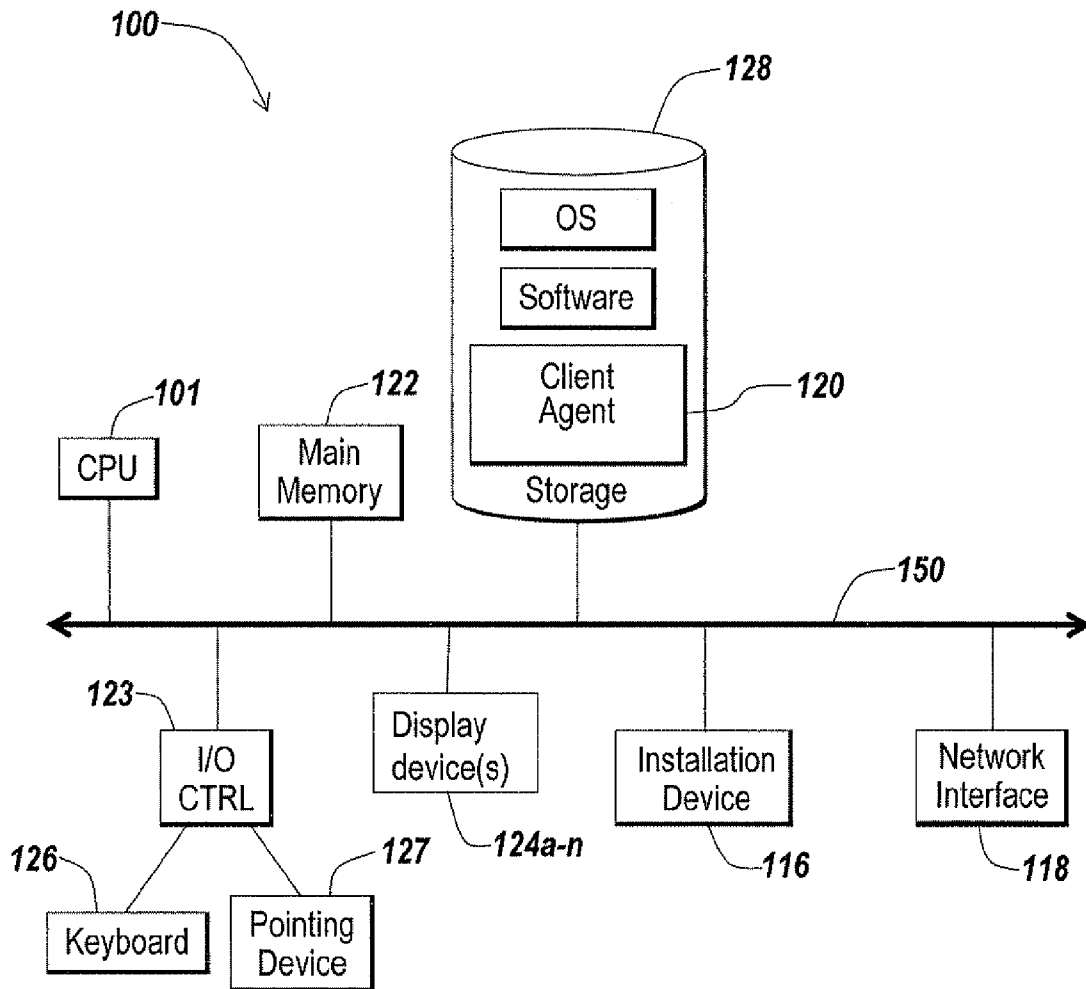 100
128
OS
Software
Client
Agent
120
Storage
101
CPU
122
Main
Memory
150
123
I/O
CTRL
Display
device(s)
124a-n
Installation
Device
116
Network
Interface
118
126
Keyboard
127
Pointing
Device